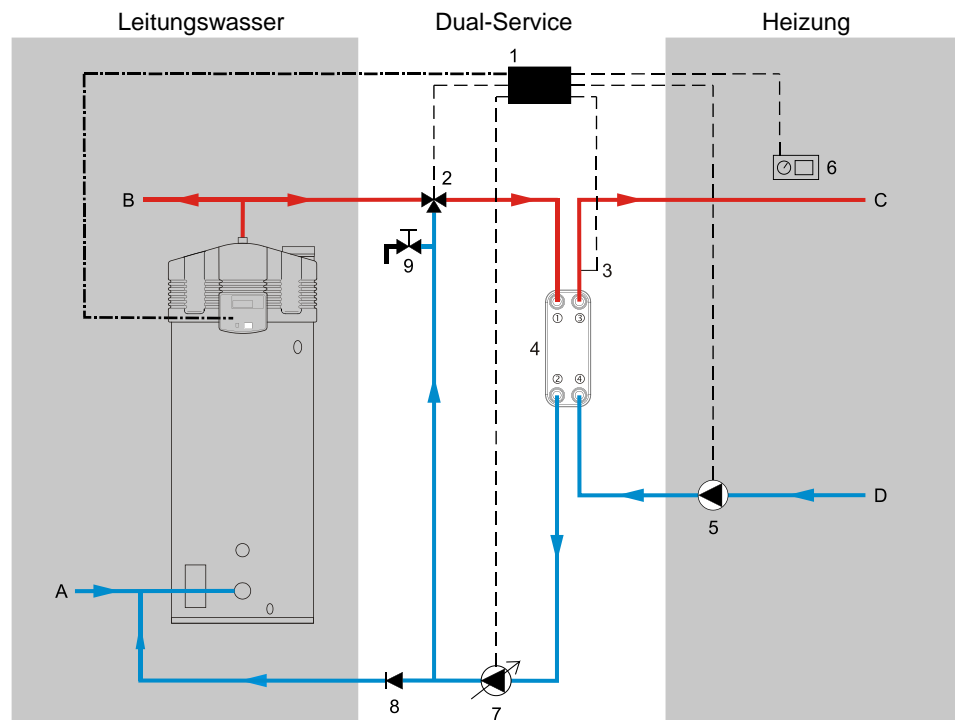 Leitungswasser Dual-Service Heizung
1
6
B
2
C
9
3
① ③
4
② ④
D
5
A
8
7